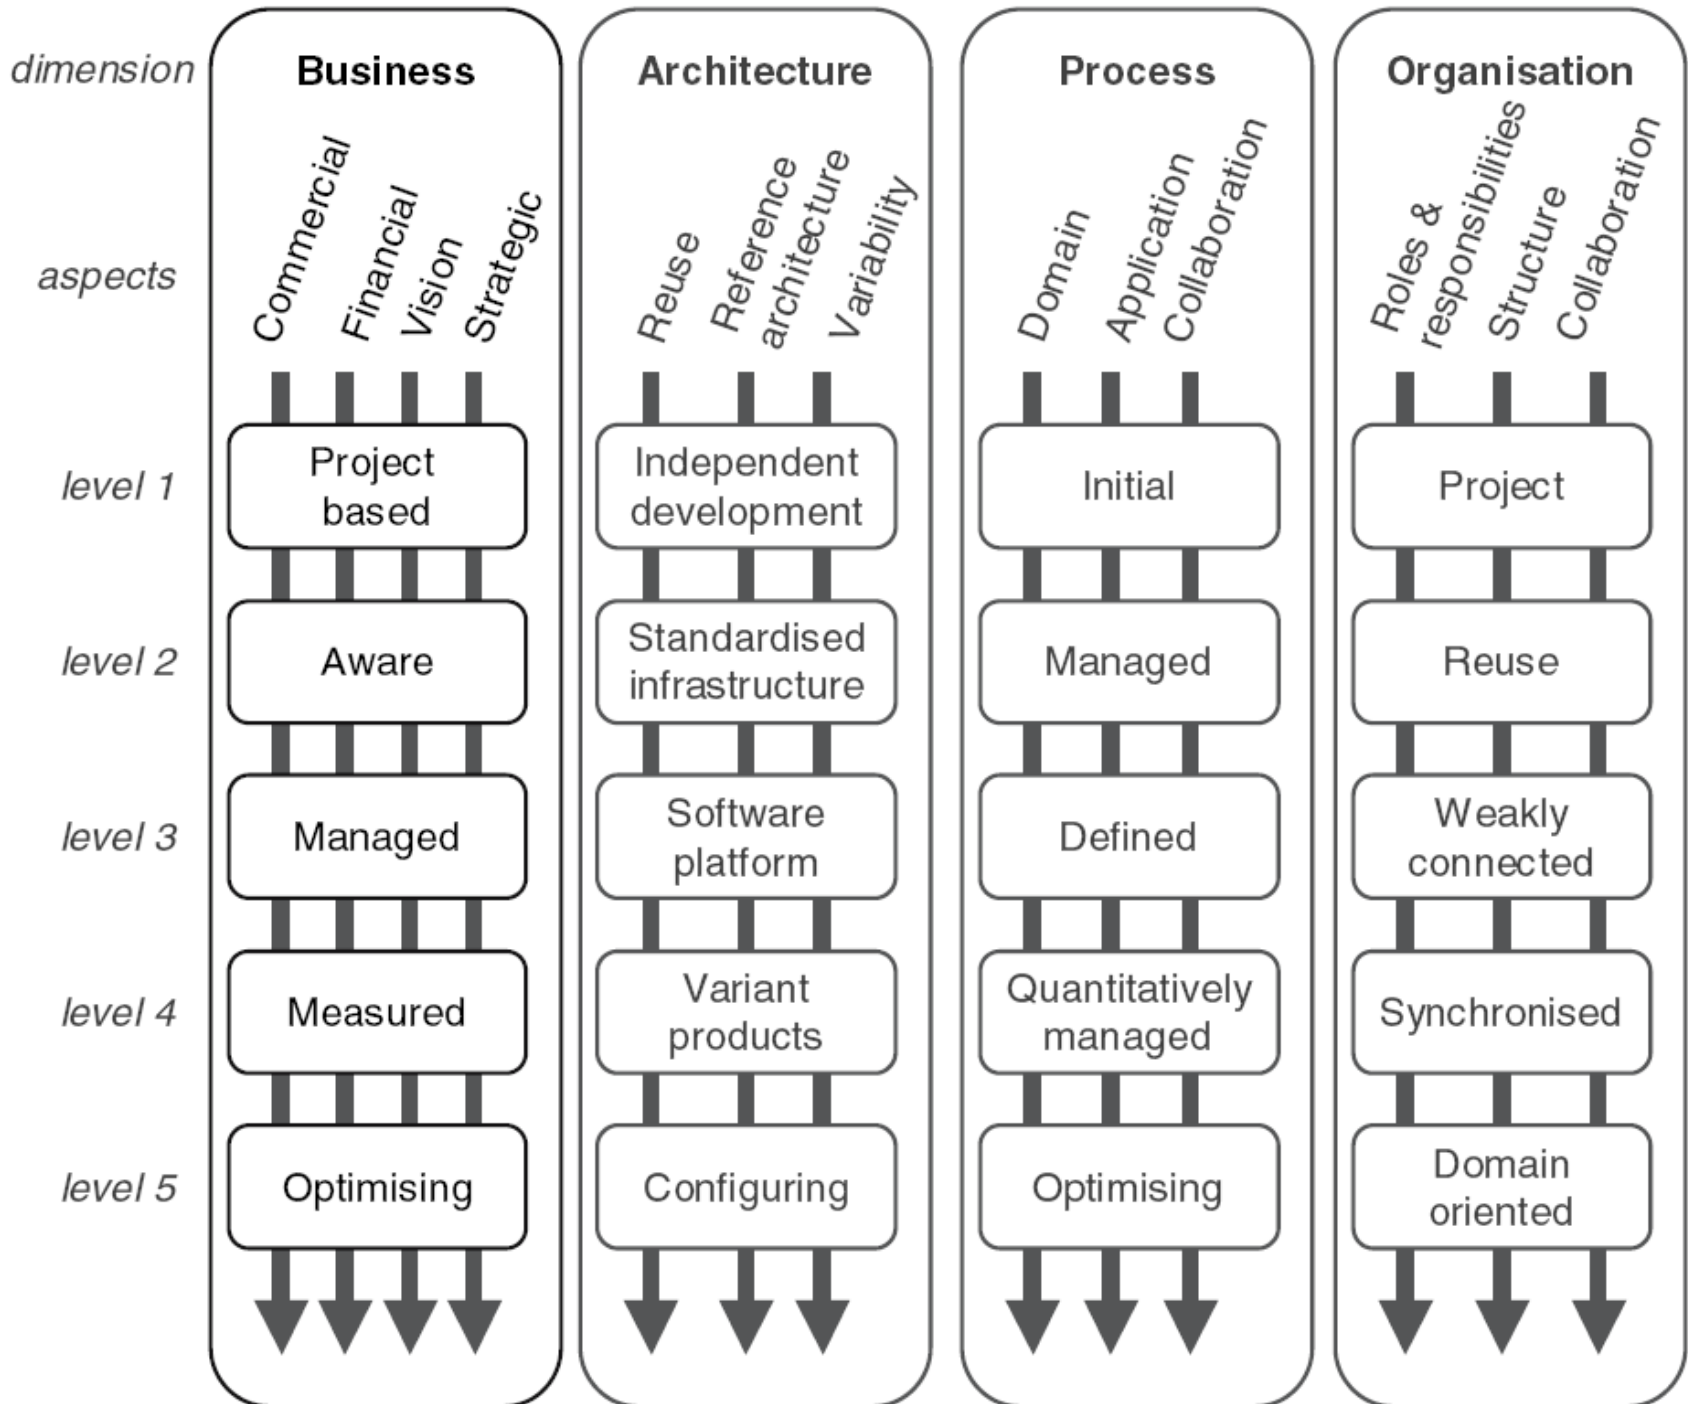 dimension
Business
Architecture
Process
Organisation
aspects
Commercial
Financial
Vision
Strategic
Reuse
Reference
architecture
Variability
Domain
Application
Collaboration
Roles &
responsibilities
Structure
Collaboration
level 1
Project
based
Independent
development
Initial
Project
level 2
Aware
Standardised
infrastructure
Managed
Reuse
level 3
Managed
Software
platform
Defined
Weakly
connected
level 4
Measured
Variant
products
Quantitatively
managed
Synchronised
level 5
Optimising
Configuring
Optimising
Domain
oriented